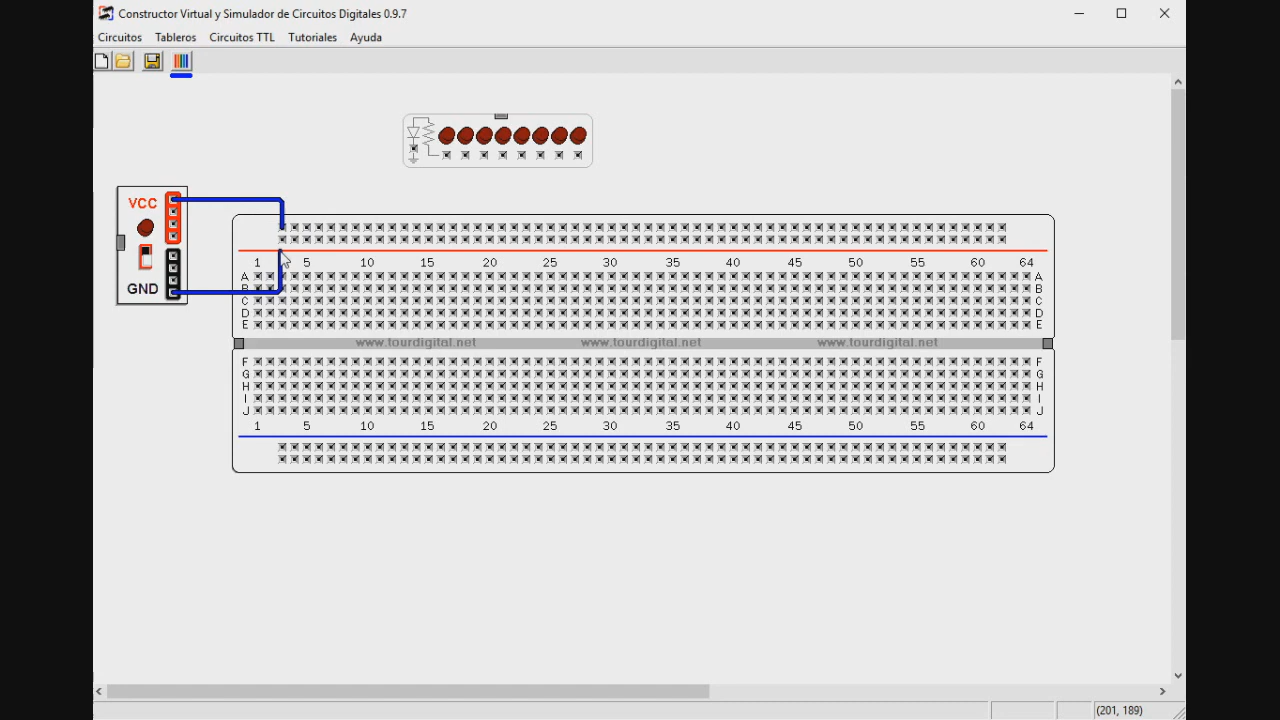 Constructor Virtual y Simulador de Circuitos Digitales 0.9.7
Circuitos Tableros Circuitos TTL Tutoriales Ayuda
VCC
GND
1 5 10 15 20 25 30 35 40 45 50 55 60 64
A A
B B
C C
D D
E E
www.tourdigital.net www.tourdigital.net www.tourdigital.net
F F
G G
H H
I I
J J
1 5 10 15 20 25 30 35 40 45 50 55 60 64
(201, 189)